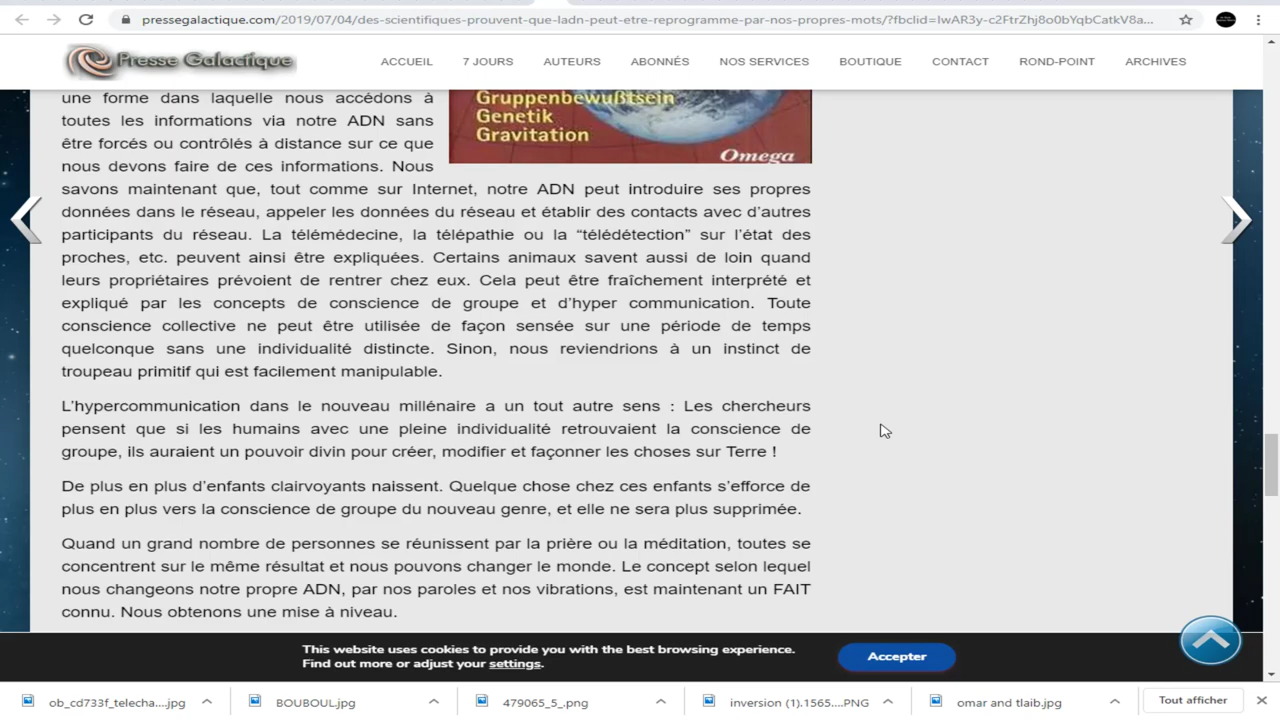 pressegalactique.com/2019/07/04/des-scientifiques-prouvent-que-ladn-peut-etre-reprogramme-par-nos-propres-mots/?fbclid=IwAR3y-c2FtrZhj8o0bYqbCatkV8a...
Presse Galactique
ACCUEIL 7 JOURS AUTEURS ABONNÉS NOS SERVICES BOUTIQUE CONTACT ROND-POINT ARCHIVES
une forme dans laquelle nous accédons à
toutes les informations via notre ADN sans
être forcés ou contrôlés à distance sur ce que
nous devons faire de ces informations. Nous
Gruppenbewußtsein
Genetik
Gravitation
Omega
savons maintenant que, tout comme sur Internet, notre ADN peut introduire ses propres
données dans le réseau, appeler les données du réseau et établir des contacts avec d’autres
participants du réseau. La télémédecine, la télépathie ou la “télédétection” sur l’état des
proches, etc. peuvent ainsi être expliquées. Certains animaux savent aussi de loin quand
leurs propriétaires prévoient de rentrer chez eux. Cela peut être fraîchement interprété et
expliqué par les concepts de conscience de groupe et d’hyper communication. Toute
conscience collective ne peut être utilisée de façon sensée sur une période de temps
quelconque sans une individualité distincte. Sinon, nous reviendrions à un instinct de
troupeau primitif qui est facilement manipulable.
L’hypercommunication dans le nouveau millénaire a un tout autre sens : Les chercheurs
pensent que si les humains avec une pleine individualité retrouvaient la conscience de
groupe, ils auraient un pouvoir divin pour créer, modifier et façonner les choses sur Terre !
De plus en plus d’enfants clairvoyants naissent. Quelque chose chez ces enfants s’efforce de
plus en plus vers la conscience de groupe du nouveau genre, et elle ne sera plus supprimée.
Quand un grand nombre de personnes se réunissent par la prière ou la méditation, toutes se
concentrent sur le même résultat et nous pouvons changer le monde. Le concept selon lequel
nous changeons notre propre ADN, par nos paroles et nos vibrations, est maintenant un FAIT
connu. Nous obtenons une mise à niveau.
This website uses cookies to provide you with the best browsing experience.
Find out more or adjust your settings.
Accepter
ob_cd733f_telecha....jpg BOUBOUL.jpg 479065_5_.png inversion (1).1565....PNG omar and tlaib.jpg Tout afficher